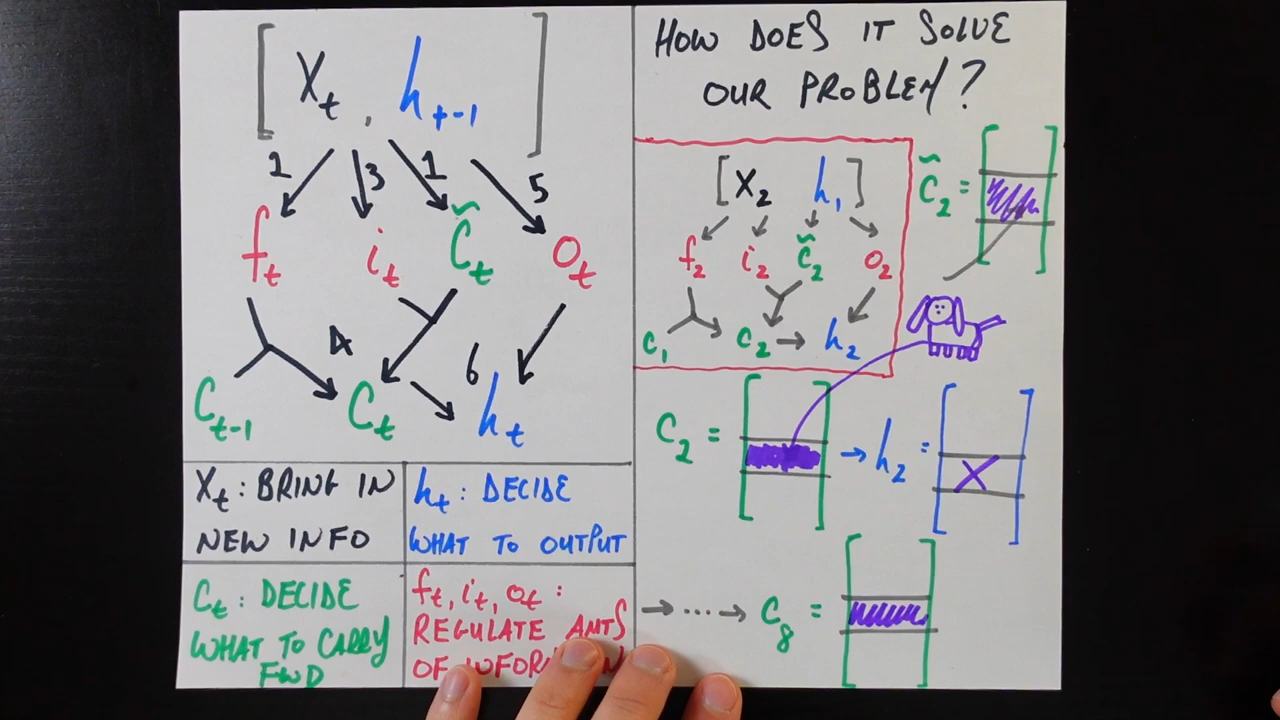 [ Xₜ , hₜ₋₁ ]
1 3 1 5
fₜ iₜ C̃ₜ oₜ
4 6
Cₜ₋₁ Cₜ hₜ
Xₜ : BRING IN
NEW INFO
hₜ : DECIDE
WHAT TO OUTPUT
Cₜ : DECIDE
WHAT TO CARRY
FWD
fₜ, iₜ, oₜ :
REGULATE AMTS
HOW DOES IT SOLVE
OUR PROBLEM?
[ X₂ h₁ ]
f₂ i₂ C̃₂ o₂
C₁ C₂ → h₂
C̃₂ =
C₂ = → h₂ =
X
→ ... → C₈ =